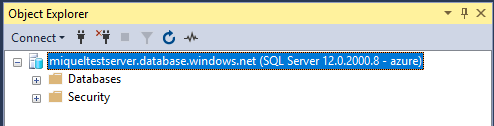 Object Explorer
Connect
miqueltestserver.database.windows.net (SQL Server 12.0.2000.8 - azure)
Databases
Security